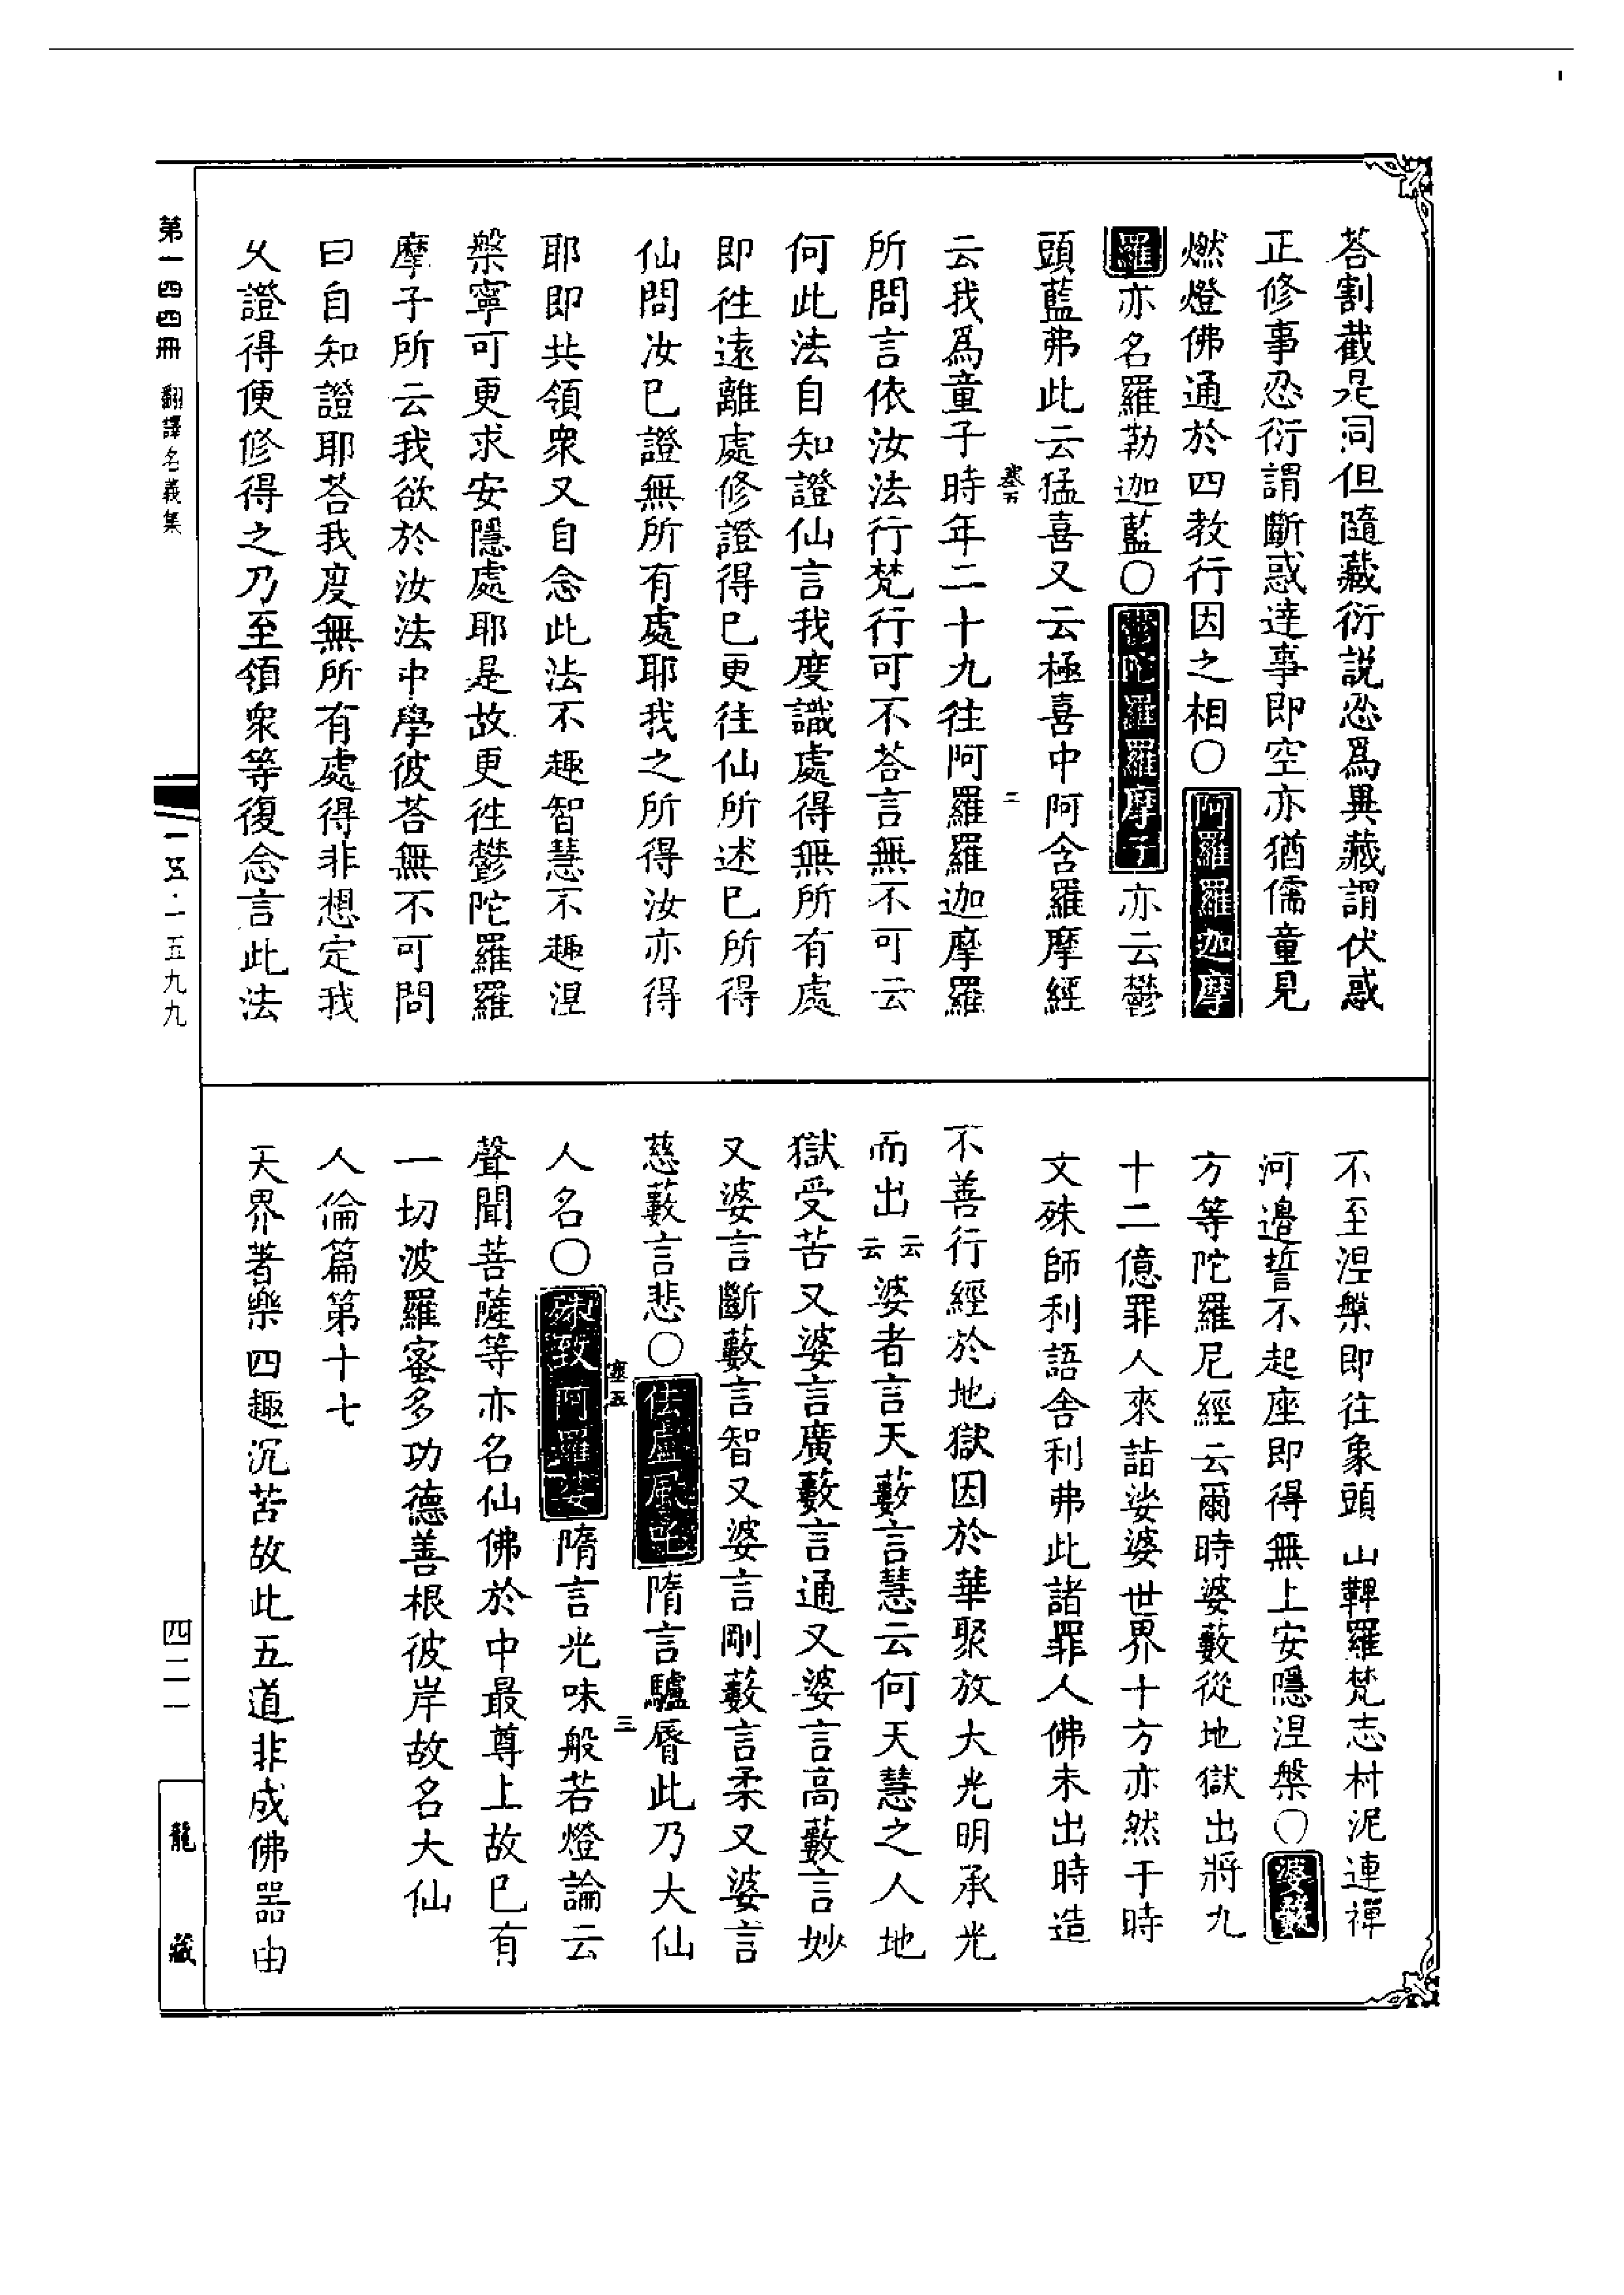 荅割截是同但隨藏衍説恐爲異藏謂伏惑
正修事忍衍謂斷惑達事即空亦猶儒童見
燃燈佛通於四教行因之相〇阿羅羅迦摩
羅亦名羅勒迦藍〇鬱陀羅羅摩子亦云鬱
頭藍弗此云猛喜又云極喜中阿含羅摩經
云我爲童子時年二十九往阿羅羅迦摩羅
所問言依汝法行梵行可不荅言無不可云
何此法自知證仙言我度識處得無所有處
即往遠離處修證得已更往仙所述已所得
仙問汝已證無所有處耶我之所得汝亦得
耶即共領衆又自念此法不趣智慧不趣涅
槃寧可更求安隱處耶是故更往鬱陀羅羅
摩子所云我欲於汝法中學彼荅無不可問
曰自知證耶荅我度無所有處得非想定我
久證得便修得之乃至領衆等復念言此法
塞五
二
不至涅槃即往象頭山鞞羅梵志村泥連禪
河邊誓不起座即得無上安隱涅槃〇婆藪
方等陀羅尼經云爾時婆藪從地獄出將九
十二億罪人來詣娑婆世界十方亦然于時
文殊師利語舍利弗此諸罪人佛未出時造
不善行經於地獄因於華聚放大光明承光
而出云云婆者言天藪言慧云何天慧之人地
獄受苦又婆言廣藪言通又婆言高藪言妙
又婆言斷藪言智又婆言剛藪言柔又婆言
慈藪言悲〇佉盧虱吒隋言驢脣此乃大仙
人名〇殊致阿羅婆隋言光味般若燈論云
聲聞菩薩等亦名仙佛於中最尊上故已有
一切波羅蜜多功德善根彼岸故名大仙
人倫篇第十七
天界著樂四趣沉苦故此五道非成佛器由
塞五
三
第一四四冊 翻譯名義集
一五·一五九九
四二一
龍藏